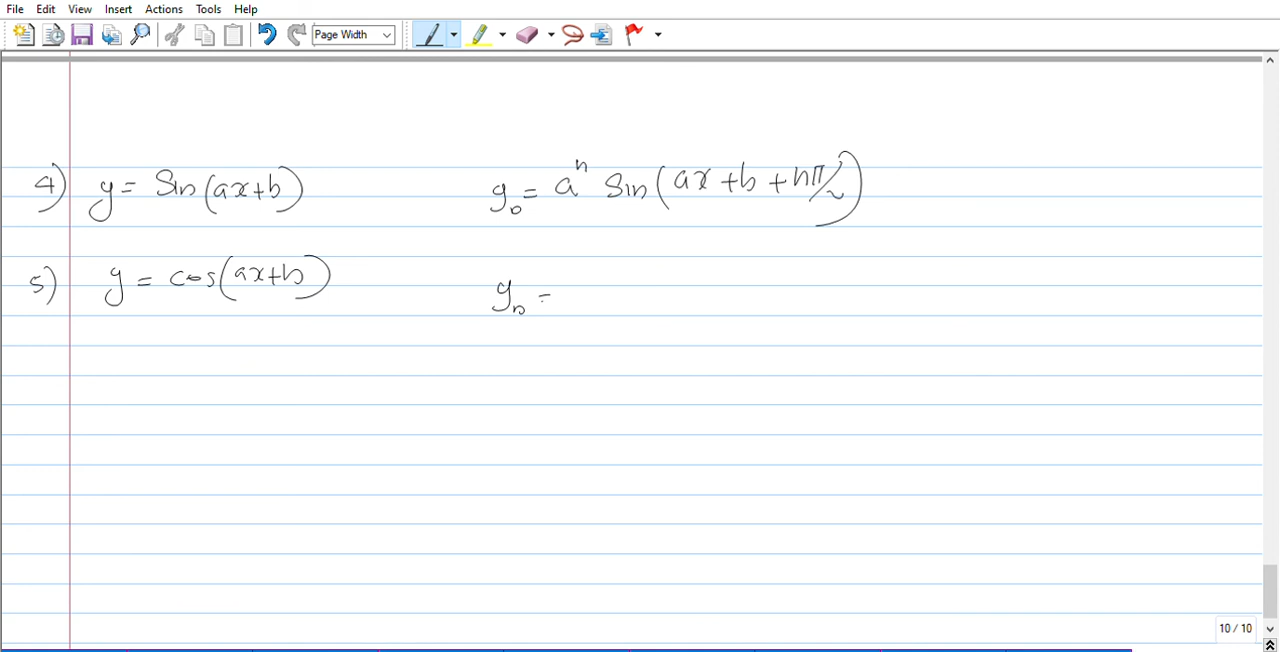 File Edit View Insert Actions Tools Help
Page Width
4) y = Sin(ax+b) yₙ = aⁿ Sin(ax+b+nπ/2)
5) y = cos(ax+b) yₙ =
10 / 10